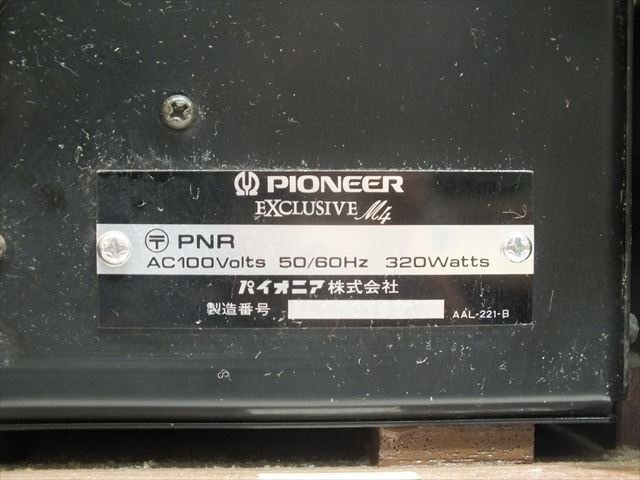 PIONEER
EXCLUSIVE M4
〒 PNR
AC100Volts 50/60Hz 320Watts
パイオニア株式会社
製造番号
AAL-221-B